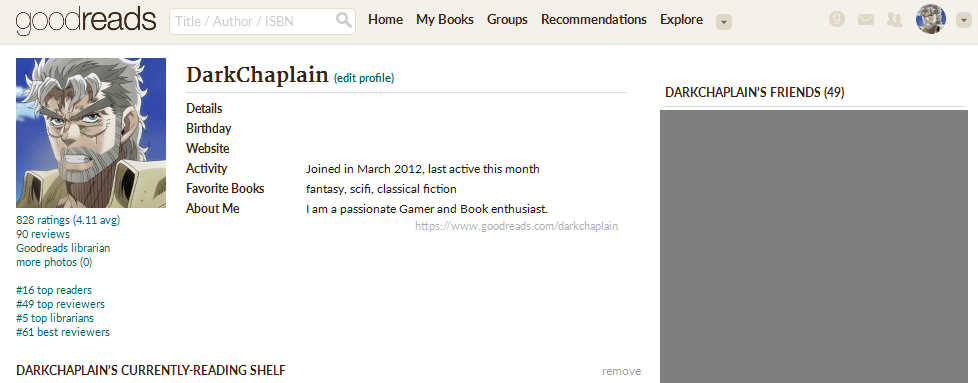 goodreads Title / Author / ISBN Home My Books Groups Recommendations Explore
DarkChaplain (edit profile)
DARKCHAPLAIN'S FRIENDS (49)
Details
Birthday
Website
Activity Joined in March 2012, last active this month
Favorite Books fantasy, scifi, classical fiction
About Me I am a passionate Gamer and Book enthusiast.
https://www.goodreads.com/darkchaplain
828 ratings (4.11 avg)
90 reviews
Goodreads librarian
more photos (0)
#16 top readers
#49 top reviewers
#5 top librarians
#61 best reviewers
DARKCHAPLAIN'S CURRENTLY-READING SHELF remove